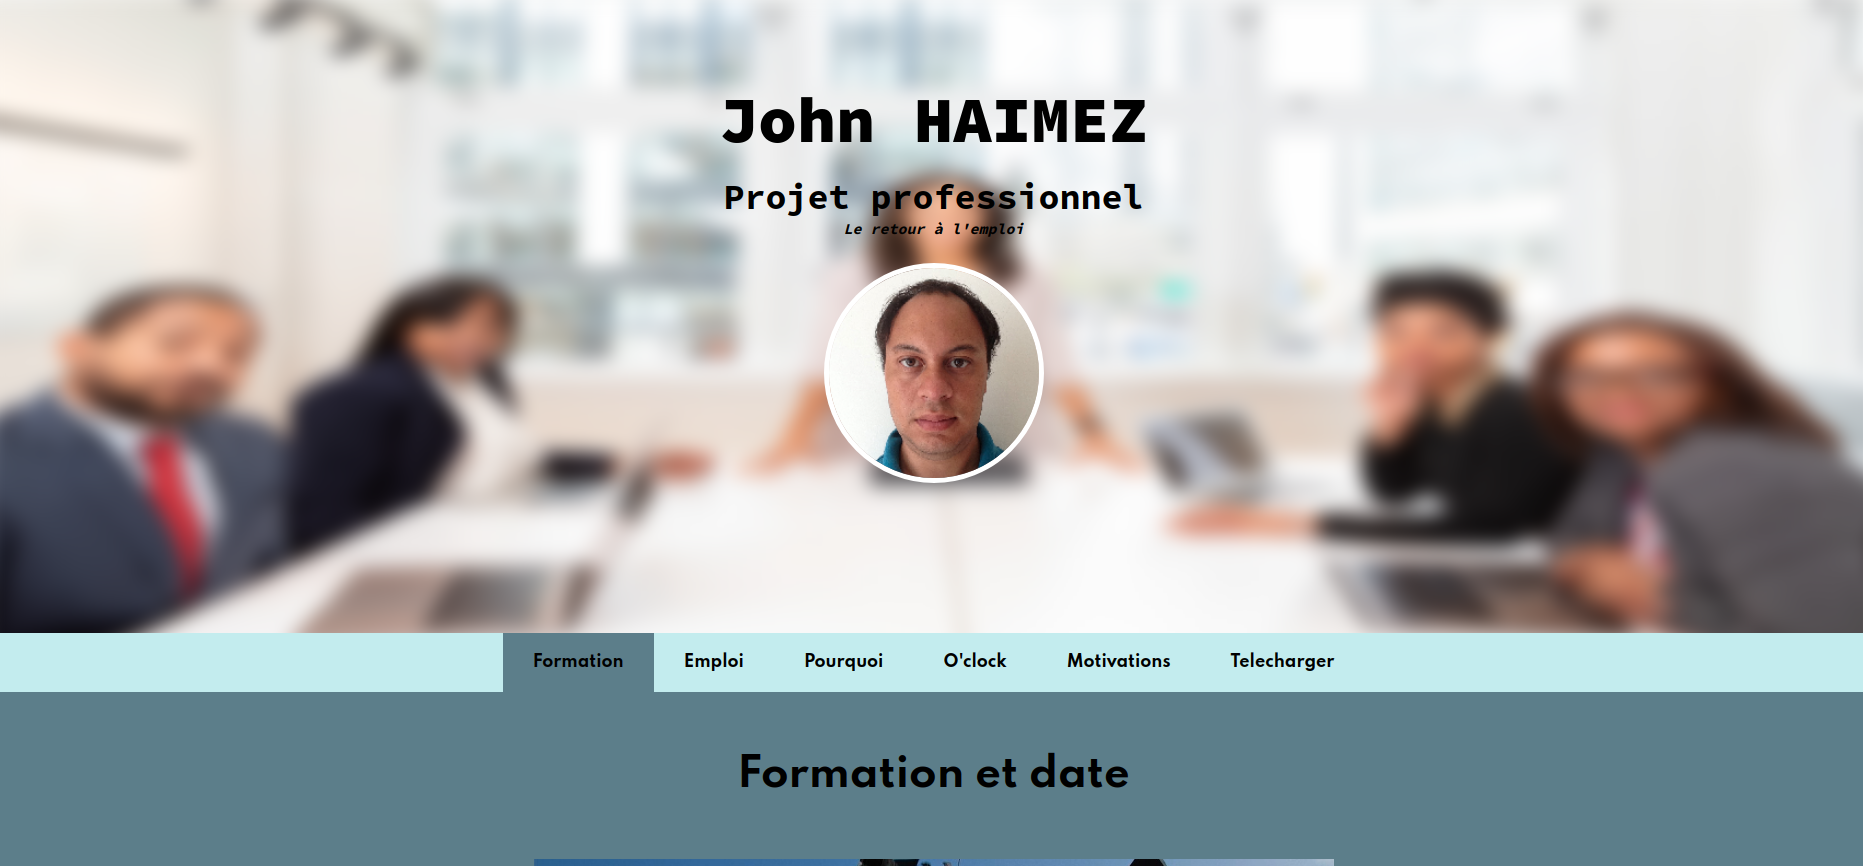 John HAIMEZ
Projet professionnel
Le retour à l'emploi
Formation Emploi Pourquoi O'clock Motivations Telecharger
Formation et date